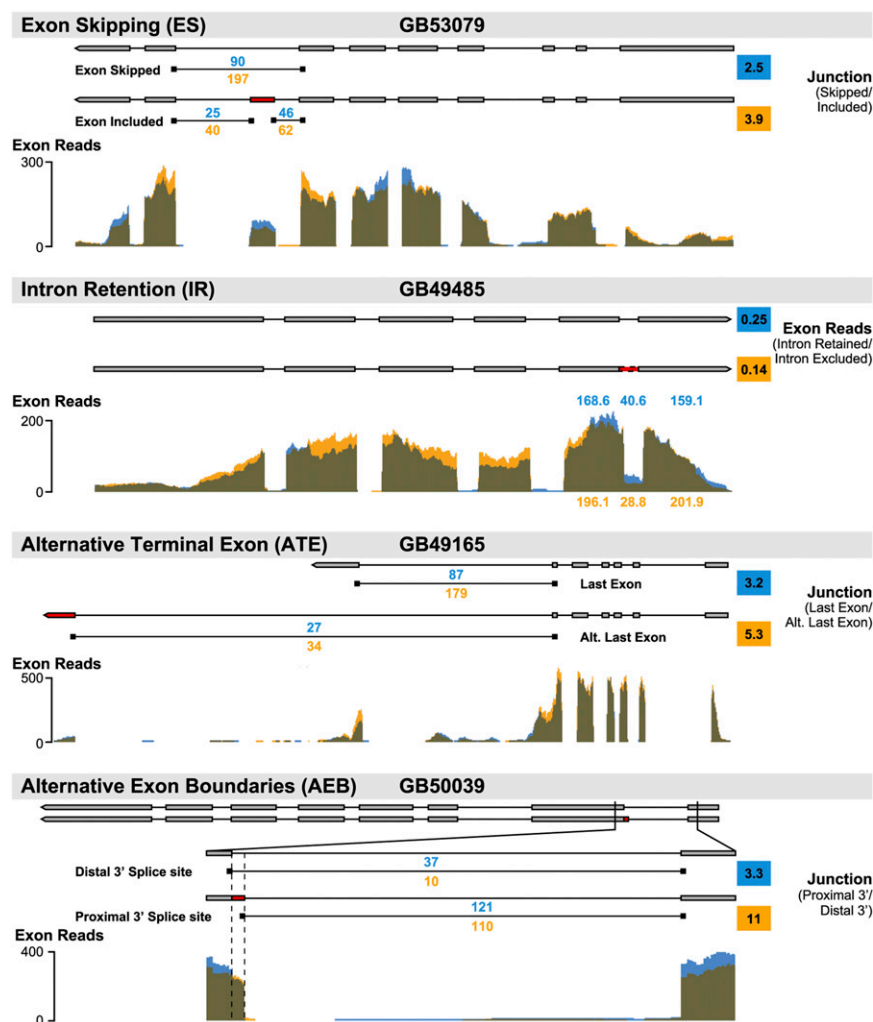 Exon Skipping (ES) GB53079
90
Exon Skipped
197
2.5
Junction
(Skipped/
Included)
25 46
Exon Included
40 62
3.9
Exon Reads
300
0
Intron Retention (IR) GB49485
0.25
Exon Reads
(Intron Retained/
Intron Excluded)
0.14
Exon Reads
168.6 40.6 159.1
200
0
196.1 28.8 201.9
Alternative Terminal Exon (ATE) GB49165
87
Last Exon
179
3.2
Junction
(Last Exon/
Alt. Last Exon)
27
Alt. Last Exon
34
5.3
Exon Reads
500
0
Alternative Exon Boundaries (AEB) GB50039
37
Distal 3' Splice site
10
3.3
Junction
(Proximal 3'/
Distal 3')
121
Proximal 3' Splice site
110
11
Exon Reads
400
0